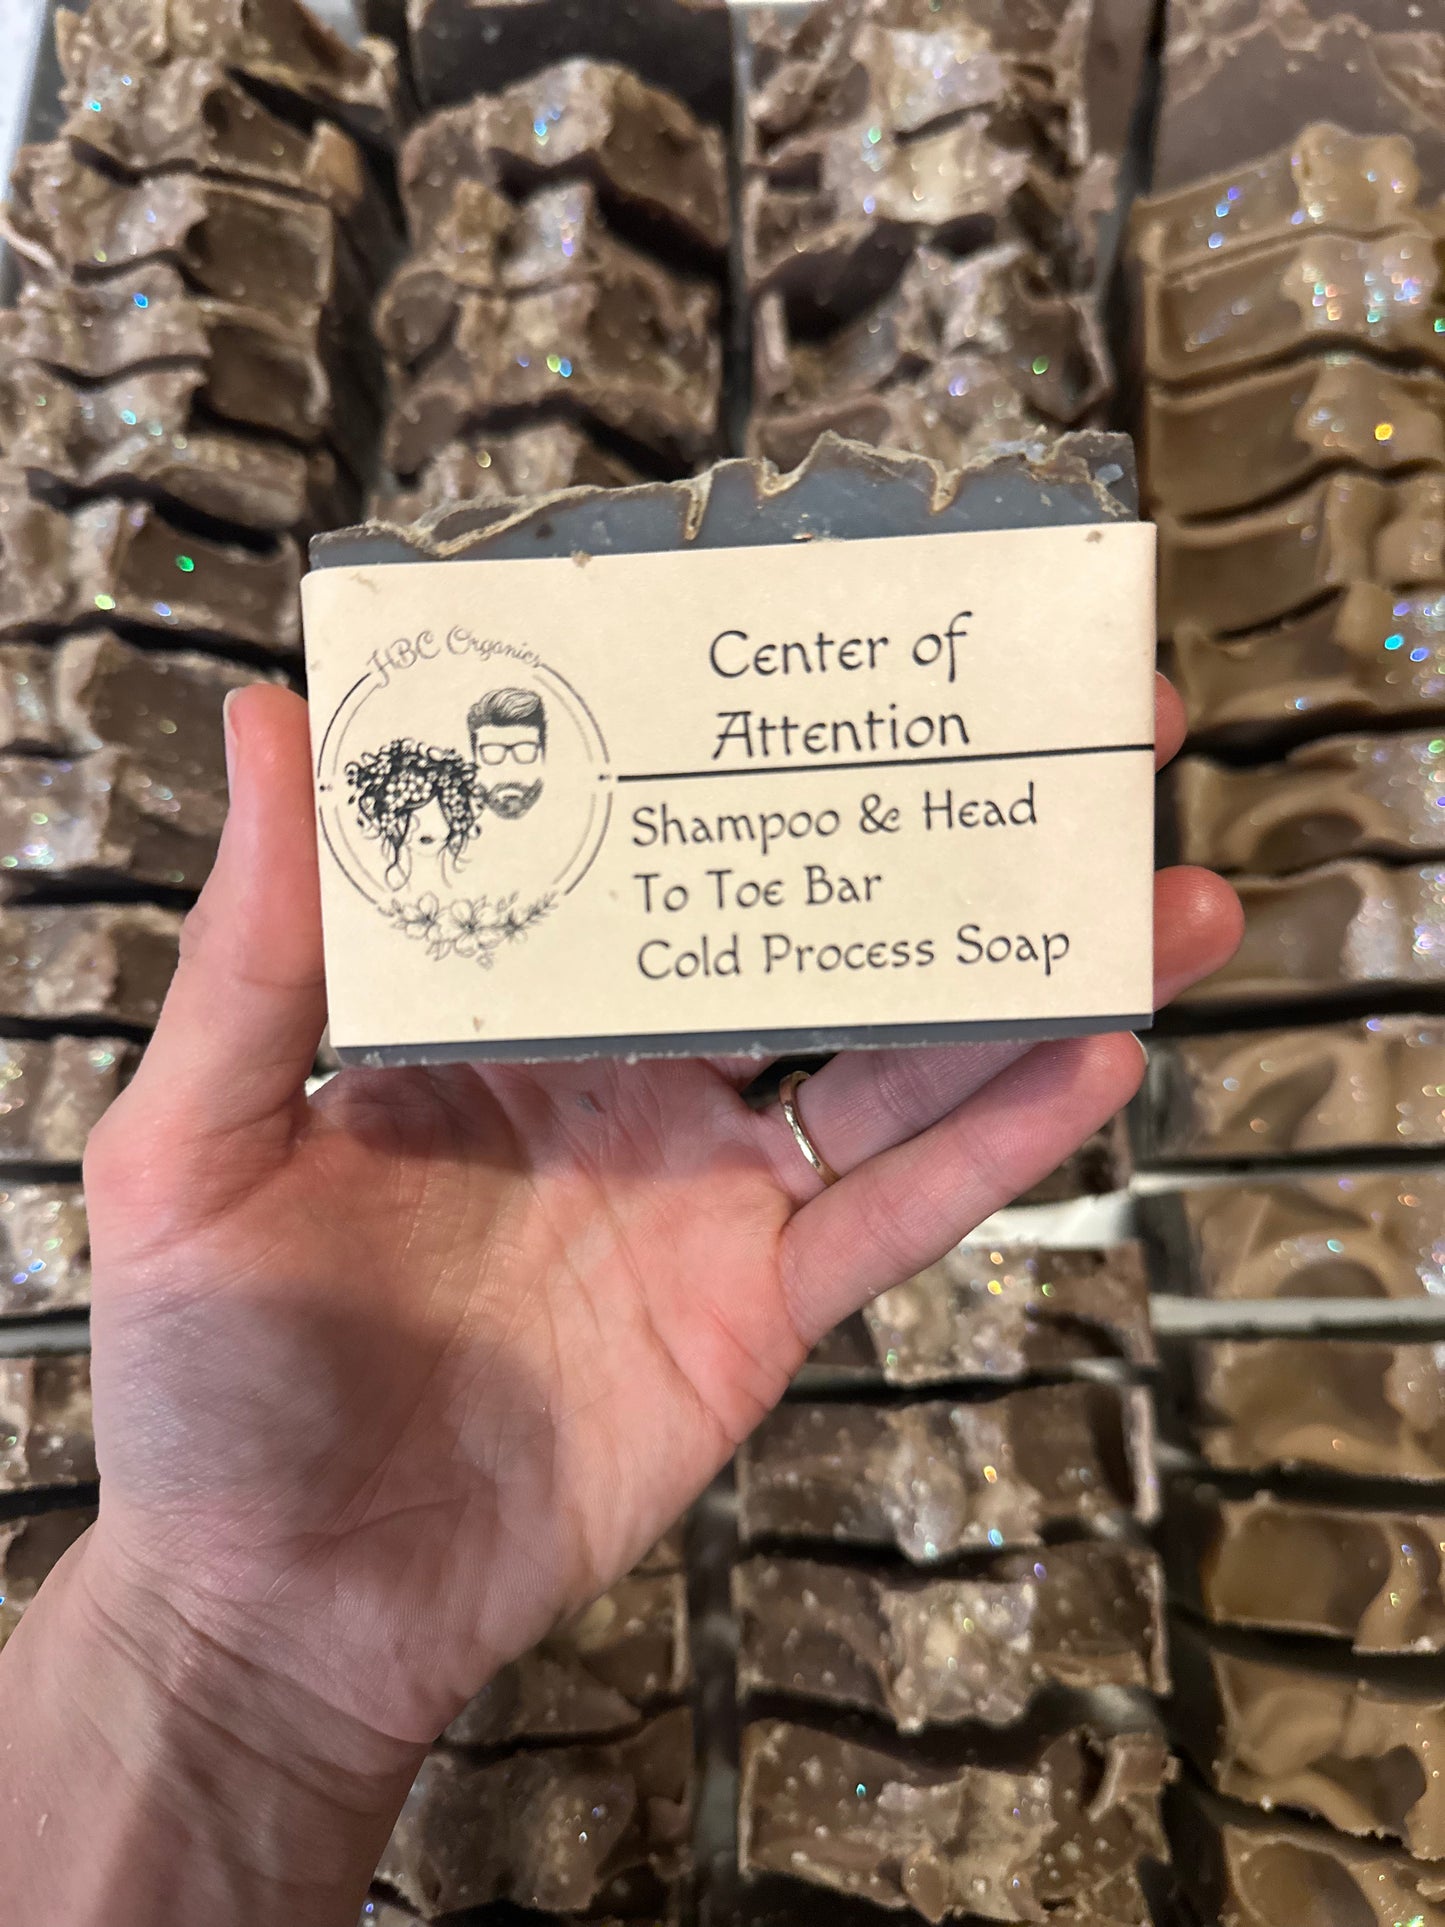 HBC Organics
Center of
Attention
Shampoo & Head
To Toe Bar
Cold Process Soap